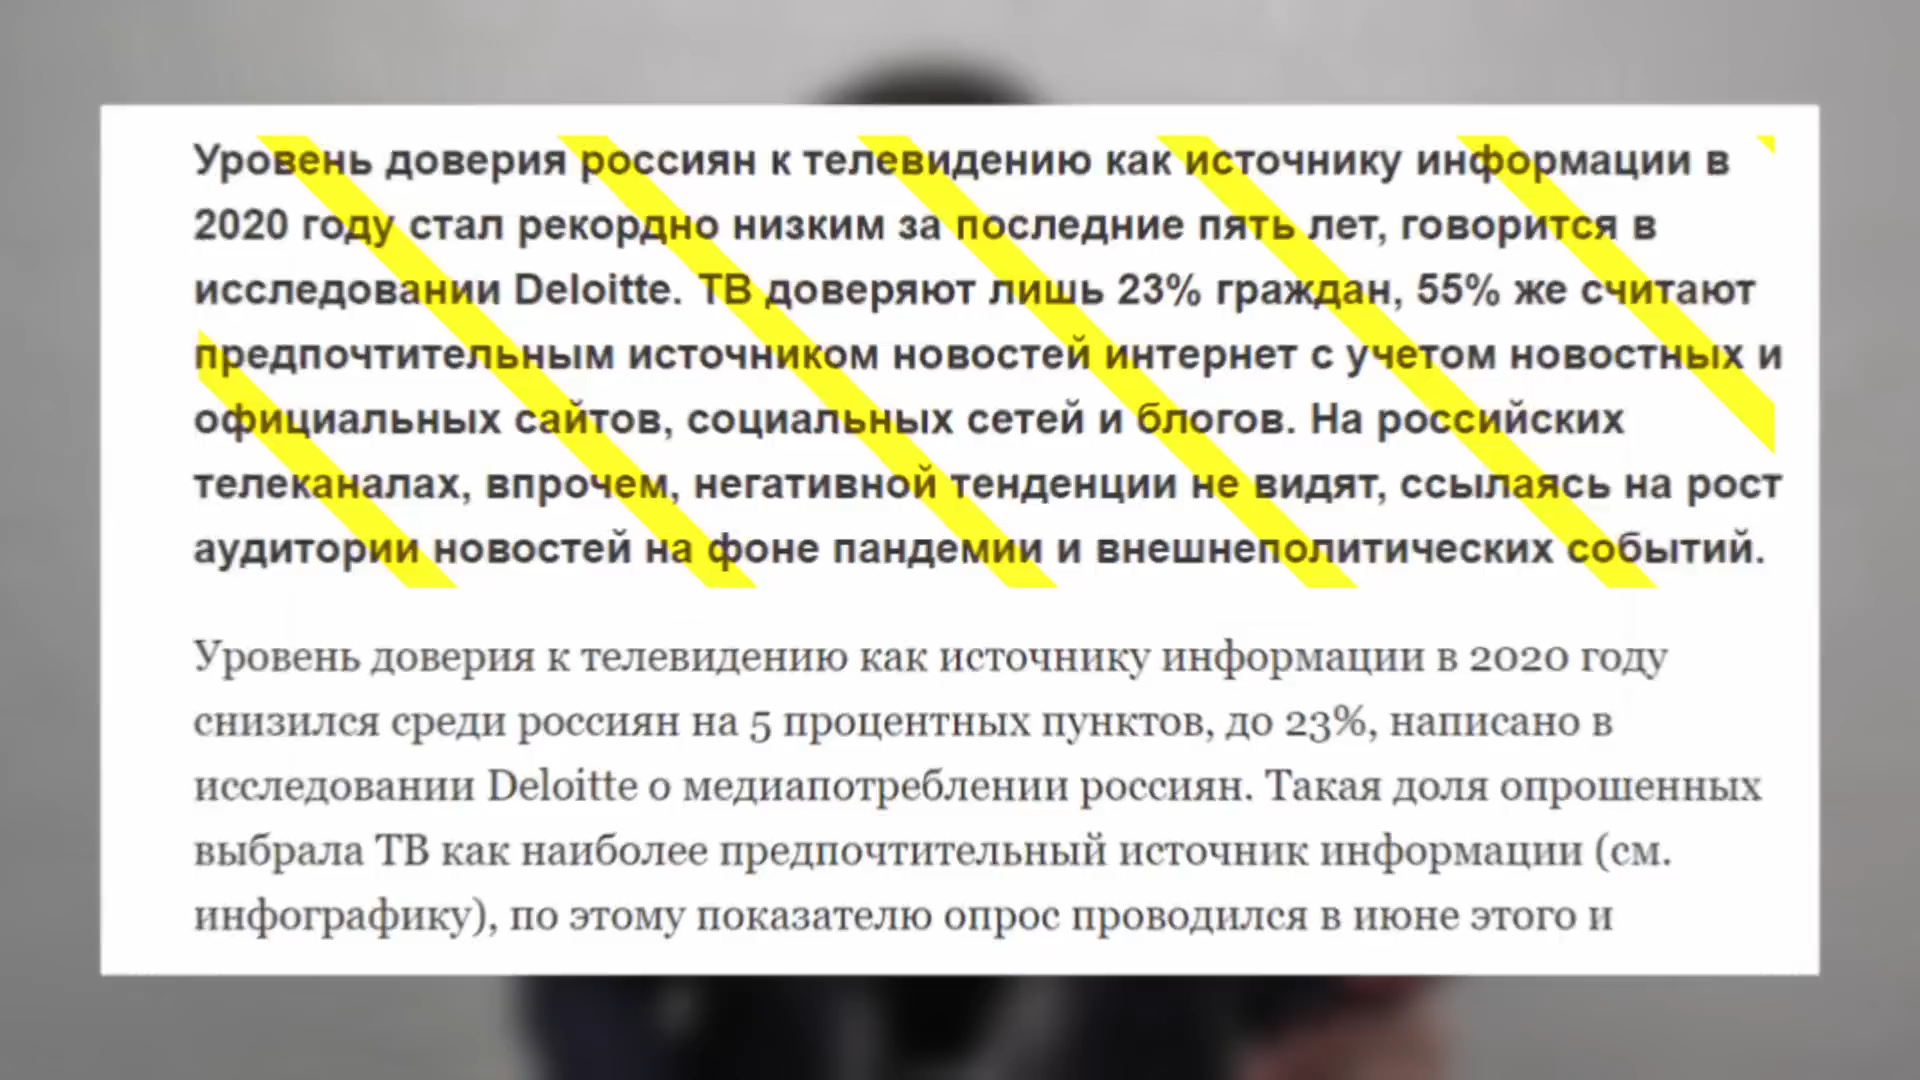 Уровень доверия россиян к телевидению как источнику информации в
2020 году стал рекордно низким за последние пять лет, говорится в
исследовании Deloitte. ТВ доверяют лишь 23% граждан, 55% же считают
предпочтительным источником новостей интернет с учетом новостных и
официальных сайтов, социальных сетей и блогов. На российских
телеканалах, впрочем, негативной тенденции не видят, ссылаясь на рост
аудитории новостей на фоне пандемии и внешнеполитических событий.
Уровень доверия к телевидению как источнику информации в 2020 году
снизился среди россиян на 5 процентных пунктов, до 23%, написано в
исследовании Deloitte о медиапотреблении россиян. Такая доля опрошенных
выбрала ТВ как наиболее предпочтительный источник информации (см.
инфографику), по этому показателю опрос проводился в июне этого и